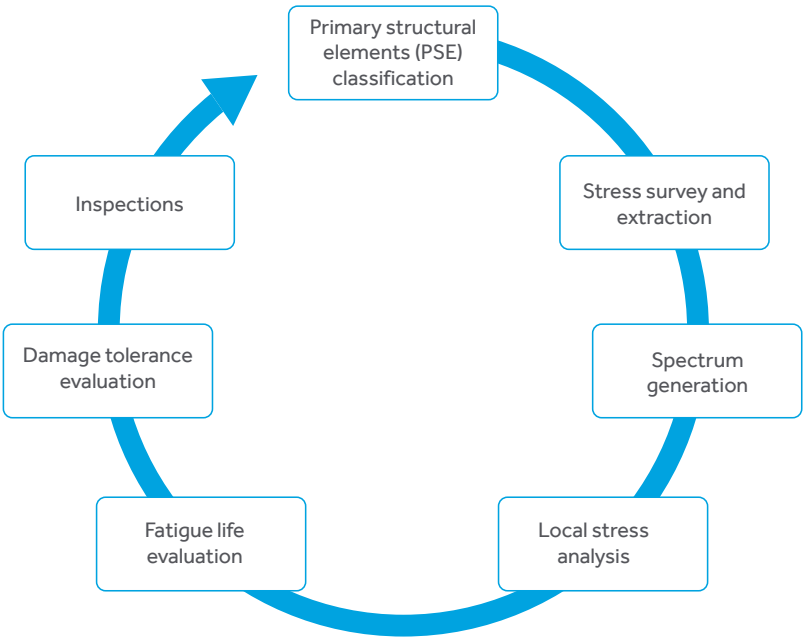 Primary structural
elements (PSE)
classification
Stress survey and
extraction
Spectrum
generation
Local stress
analysis
Fatigue life
evaluation
Damage tolerance
evaluation
Inspections